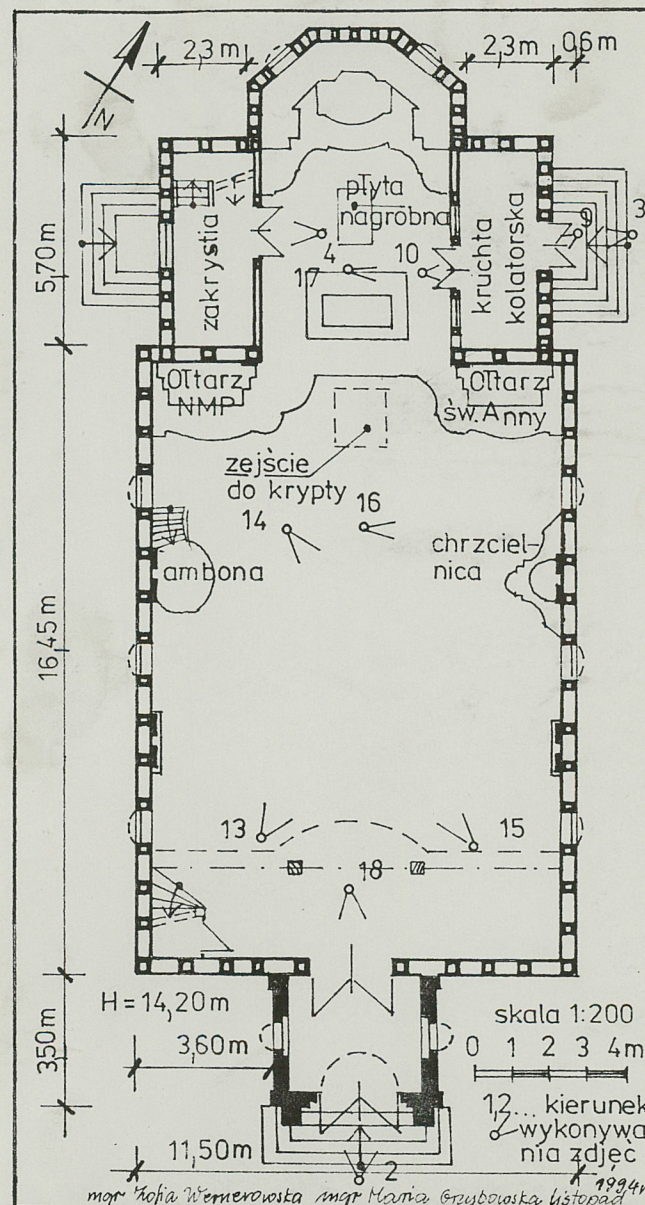 2,3m
2,3m
0,6m
N
płyta
nagrobna
zakrystia
kruchta
kolatorska
3
9
4
10
17
5,70m
Ołtarz
NMP
Ołtarz
św. Anny
zejście
do krypty
14
16
ambona
chrzciel-
nica
16,45m
13
15
18
H=14,20m
3,60m
3,50m
skala 1:200
0 1 2 3 4m
1,2... kierunek
wykonywa
nia zdjęć
11,50m
2
mgr Zofia Wernerowska mgr Maria Grzybowska listopad
1994r